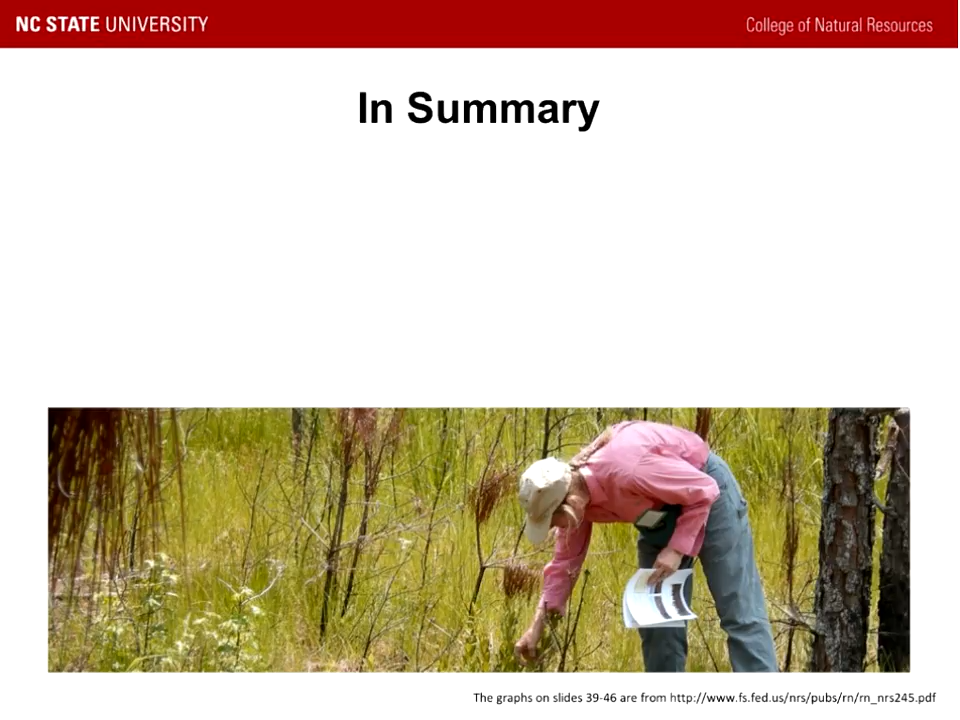 NC STATE UNIVERSITY
College of Natural Resources
In Summary
The graphs on slides 39-46 are from http://www.fs.fed.us/nrs/pubs/rn/rn_nrs245.pdf